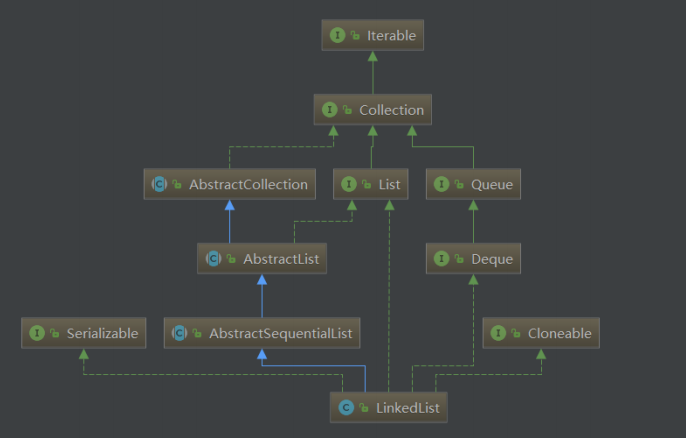 I Iterable
I Collection
C AbstractCollection
I List
I Queue
C AbstractList
I Deque
I Serializable
C AbstractSequentialList
I Cloneable
C LinkedList